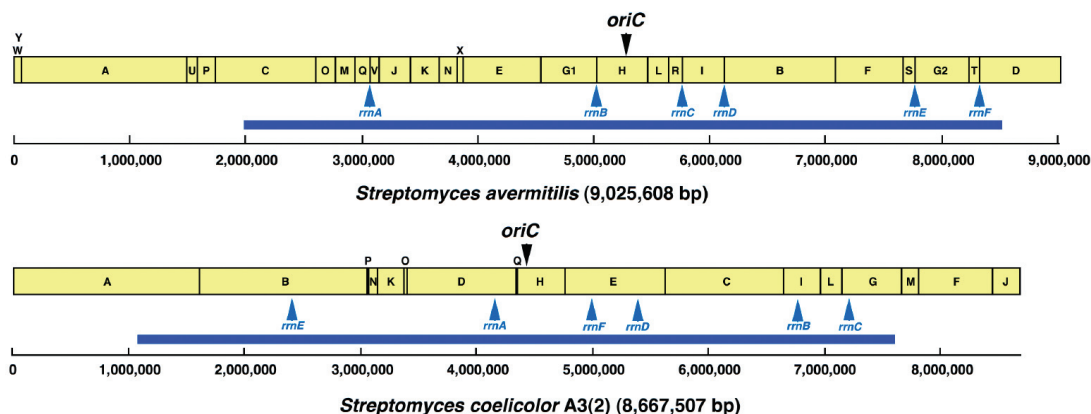 oriC
Y
W X
A U P C O M Q V J K N E G1 H L R I B F S G2 T D
rrnA rrnB rrnC rrnD rrnE rrnF
0 1,000,000 2,000,000 3,000,000 4,000,000 5,000,000 6,000,000 7,000,000 8,000,000 9,000,000
Streptomyces avermitilis (9,025,608 bp)
oriC
P O Q
A B N K D H E C I L G M F J
rrnE rrnA rrnF rrnD rrnB rrnC
0 1,000,000 2,000,000 3,000,000 4,000,000 5,000,000 6,000,000 7,000,000 8,000,000
Streptomyces coelicolor A3(2) (8,667,507 bp)